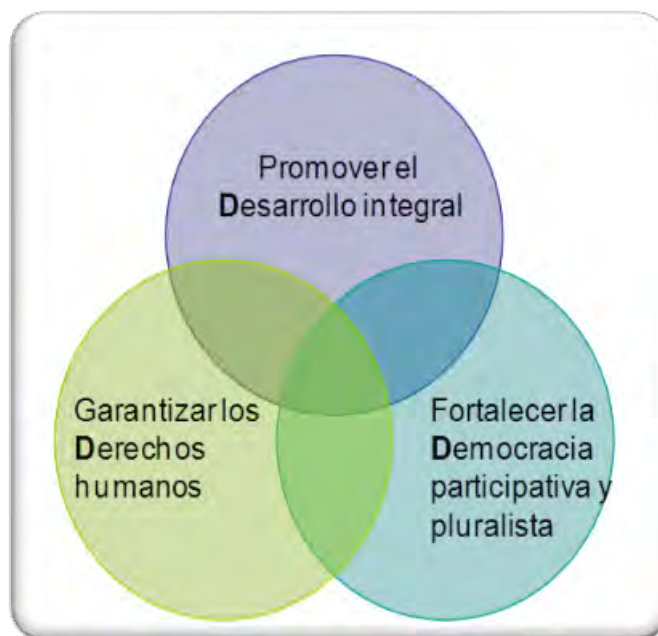 Promover el
Desarrollo integral
Garantizar los
Derechos
humanos
Fortalecer la
Democracia
participativa y
pluralista